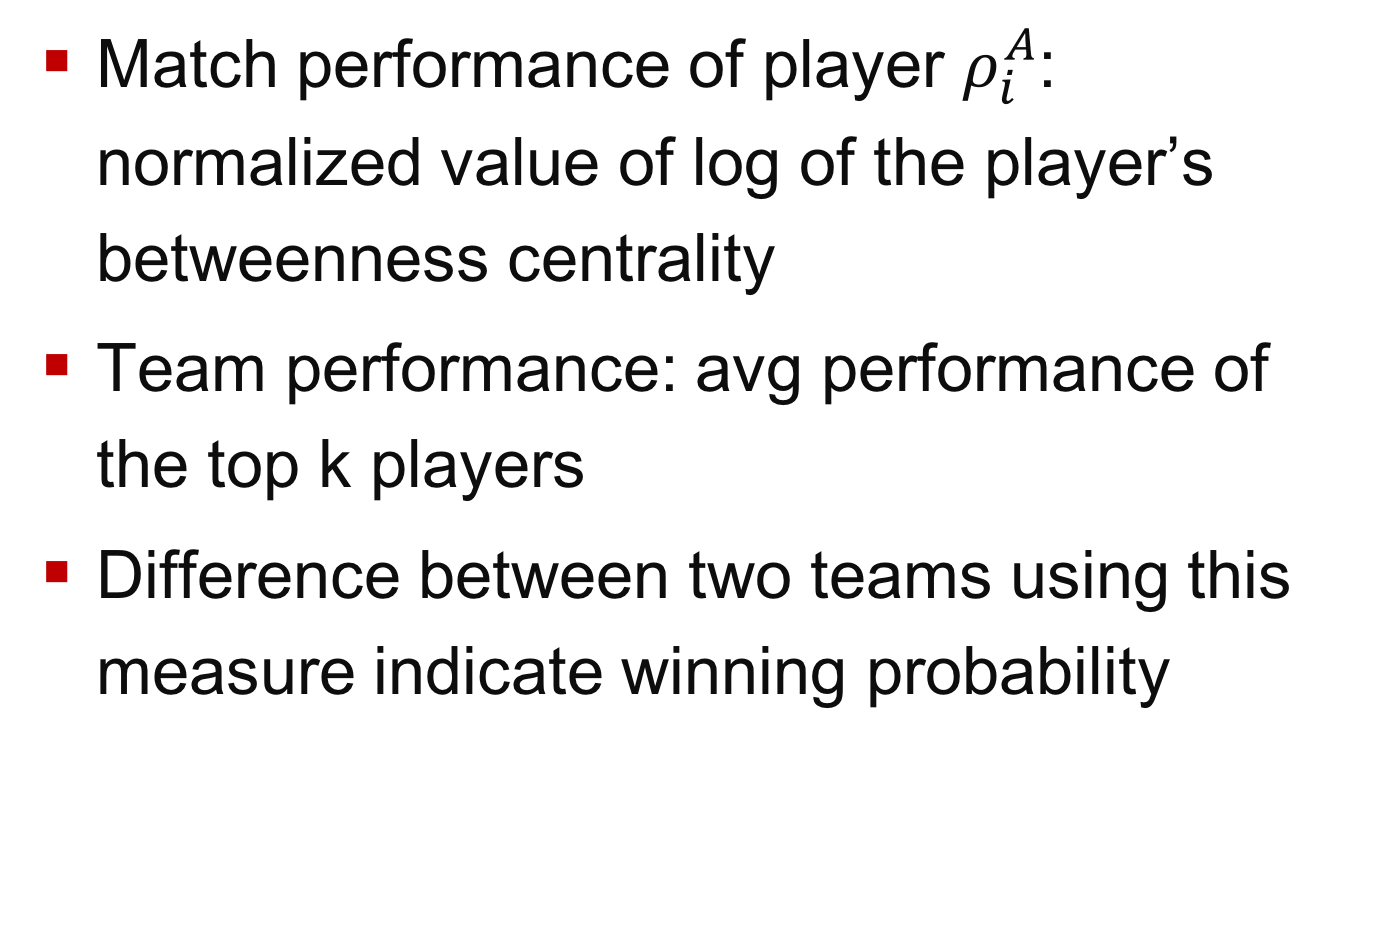 ▪ Match performance of player 𝜌ᵢᴬ:
normalized value of log of the player’s
betweenness centrality
▪ Team performance: avg performance of
the top k players
▪ Difference between two teams using this
measure indicate winning probability